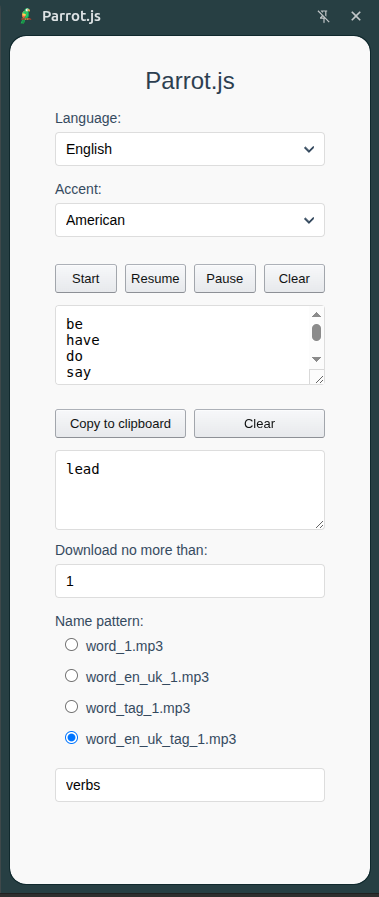 Parrot.js
Parrot.js
Language:
English
Accent:
American
Start Resume Pause Clear
be
have
do
say
Copy to clipboard Clear
lead
Download no more than:
1
Name pattern:
word_1.mp3
word_en_uk_1.mp3
word_tag_1.mp3
word_en_uk_tag_1.mp3
verbs